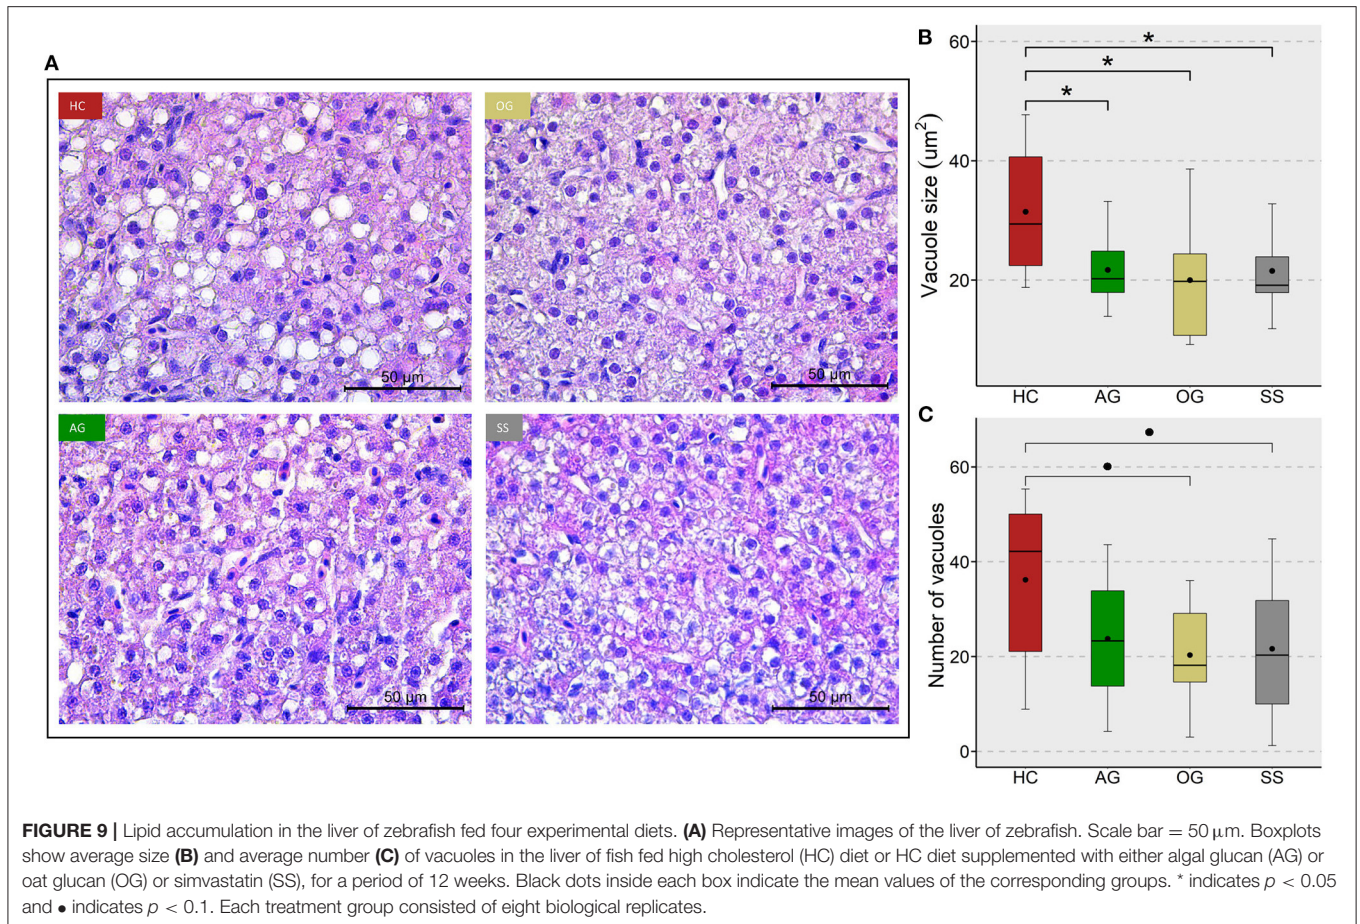 A
HC
50 µm
OG
50 µm
AG
50 µm
SS
50 µm
B
Vacuole size (um²)
60
40
20
*
*
*
HC AG OG SS
C
Number of vacuoles
60
40
20
0
•
•
HC AG OG SS
FIGURE 9 | Lipid accumulation in the liver of zebrafish fed four experimental diets. (A) Representative images of the liver of zebrafish. Scale bar = 50 µm. Boxplots
show average size (B) and average number (C) of vacuoles in the liver of fish fed high cholesterol (HC) diet or HC diet supplemented with either algal glucan (AG) or
oat glucan (OG) or simvastatin (SS), for a period of 12 weeks. Black dots inside each box indicate the mean values of the corresponding groups. * indicates p < 0.05
and • indicates p < 0.1. Each treatment group consisted of eight biological replicates.